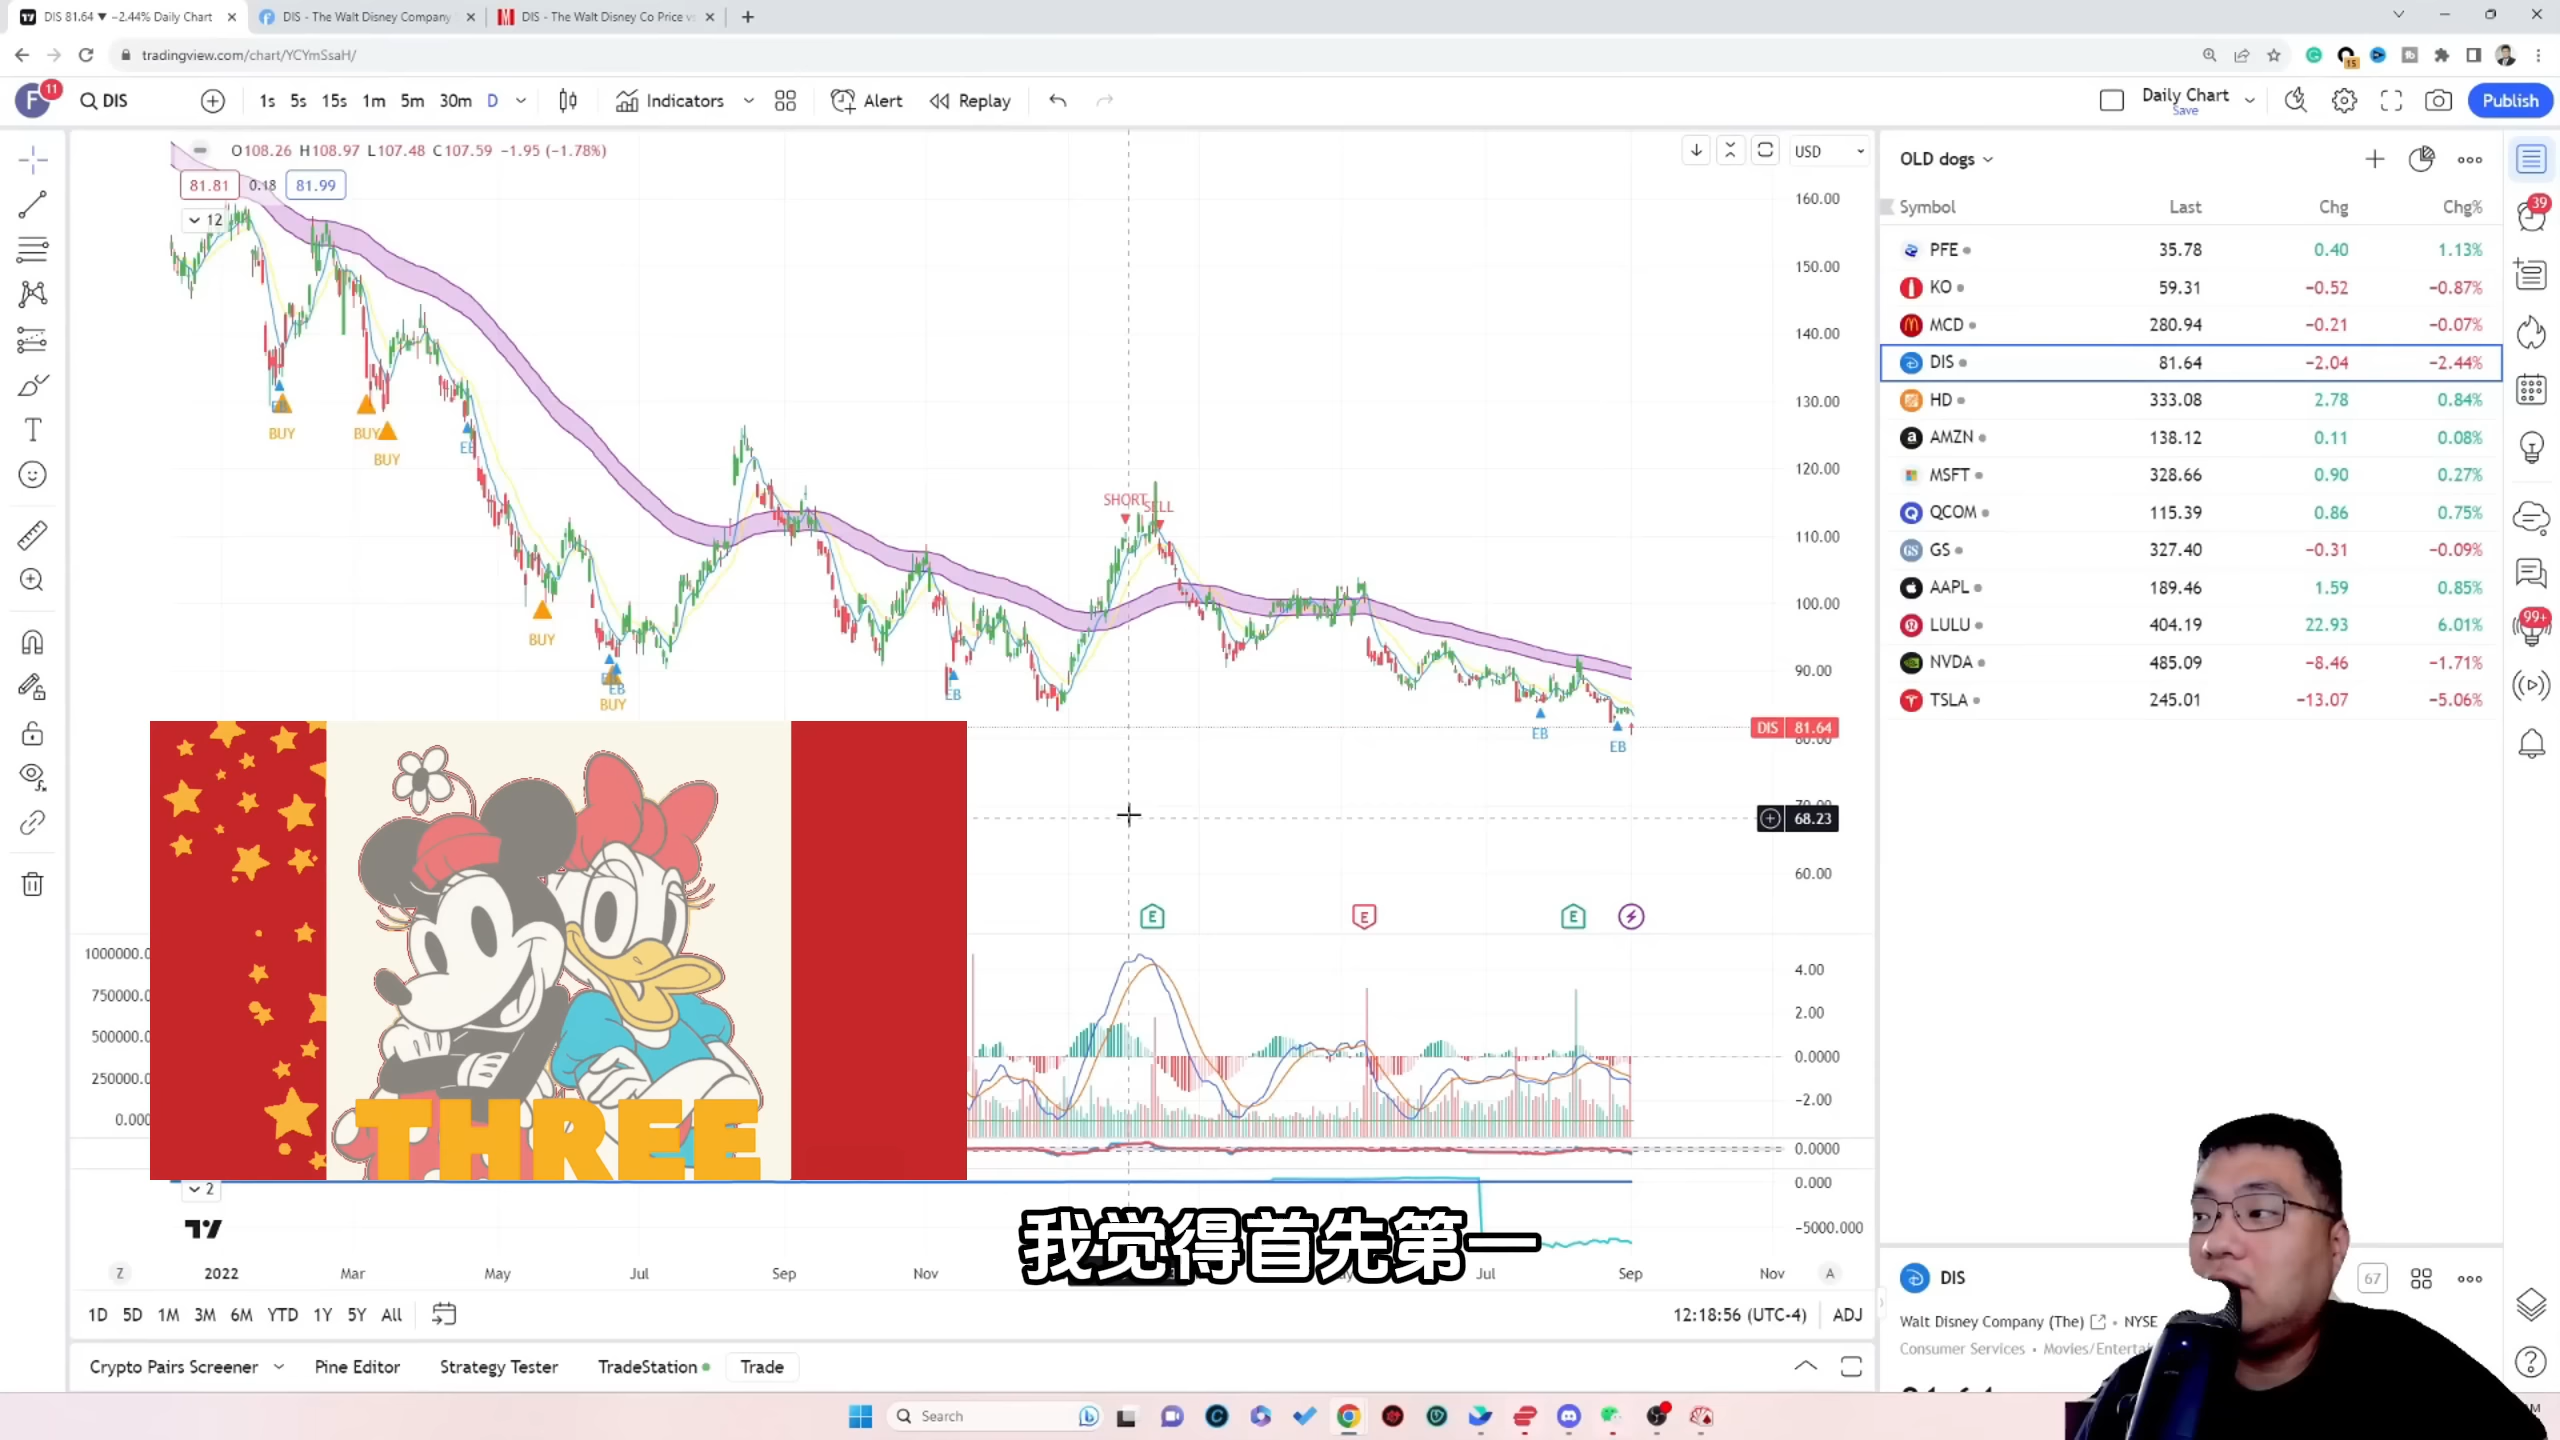 DIS 81.64 ▼ −2.44% Daily Chart
DIS - The Walt Disney Company
DIS - The Walt Disney Co Price v
tradingview.com/chart/YCYmSsaH/
F 11
DIS
1s 5s 15s 1m 5m 30m D
Indicators
Alert
Replay
Daily Chart
Save
Publish
O108.26 H108.97 L107.48 C107.59 −1.95 (−1.78%)
81.81 0.18 81.99
12
USD
160.00
150.00
140.00
130.00
120.00
110.00
100.00
90.00
DIS 81.64
80.00
70.00
68.23
60.00
BUY
BUY
BUY
BUY
EB
BUY
EB
SHORT
SELL
EB
EB
E
E
E
1000000.0
750000.0
500000.0
250000.0
0.000
4.00
2.00
0.0000
−2.00
0.0000
0.000
−5000.000
THREE
2
我觉得首先第一
Z
2022 Mar May Jul Sep Nov Jul Sep Nov
A
1D 5D 1M 3M 6M YTD 1Y 5Y All
12:18:56 (UTC-4) ADJ
Crypto Pairs Screener
Pine Editor
Strategy Tester
TradeStation
Trade
OLD dogs
Symbol Last Chg Chg%
PFE 35.78 0.40 1.13%
KO 59.31 −0.52 −0.87%
MCD 280.94 −0.21 −0.07%
DIS 81.64 −2.04 −2.44%
HD 333.08 2.78 0.84%
AMZN 138.12 0.11 0.08%
MSFT 328.66 0.90 0.27%
QCOM 115.39 0.86 0.75%
GS 327.40 −0.31 −0.09%
AAPL 189.46 1.59 0.85%
LULU 404.19 22.93 6.01%
NVDA 485.09 −8.46 −1.71%
TSLA 245.01 −13.07 −5.06%
39
99+
DIS
67
Walt Disney Company (The) • NYSE
Consumer Services • Movies/Enterta
Search